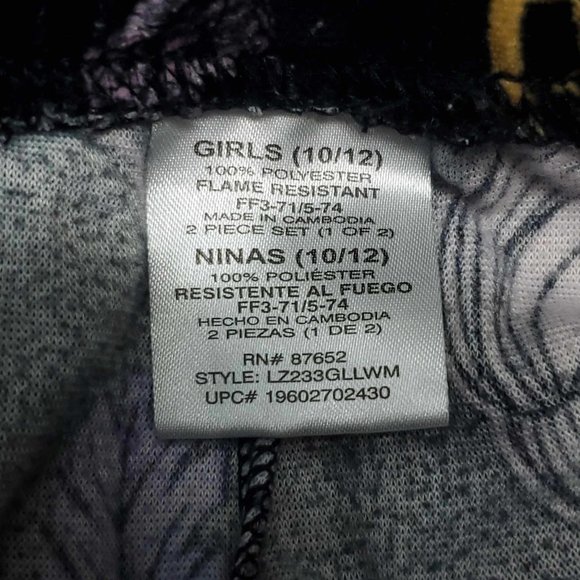 GIRLS (10/12)
100% POLYESTER
FLAME RESISTANT
FF3-71/5-74
MADE IN CAMBODIA
2 PIECE SET (1 OF 2)
NINAS (10/12)
100% POLIÉSTER
RESISTENTE AL FUEGO
FF3-71/5-74
HECHO EN CAMBODIA
2 PIEZAS (1 DE 2)
RN# 87652
STYLE: LZ233GLLWM
UPC# 19602702430